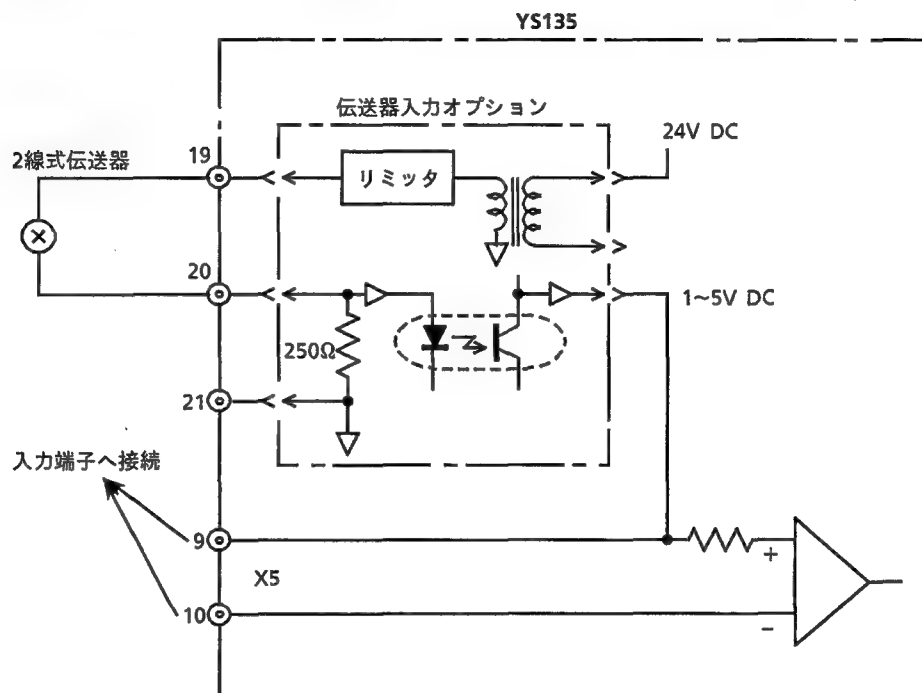 YS135
伝送器入力オプション
24V DC
2線式伝送器
19
リミッタ
20
1~5V DC
250Ω
21
入力端子へ接続
9
+
X5
10
−